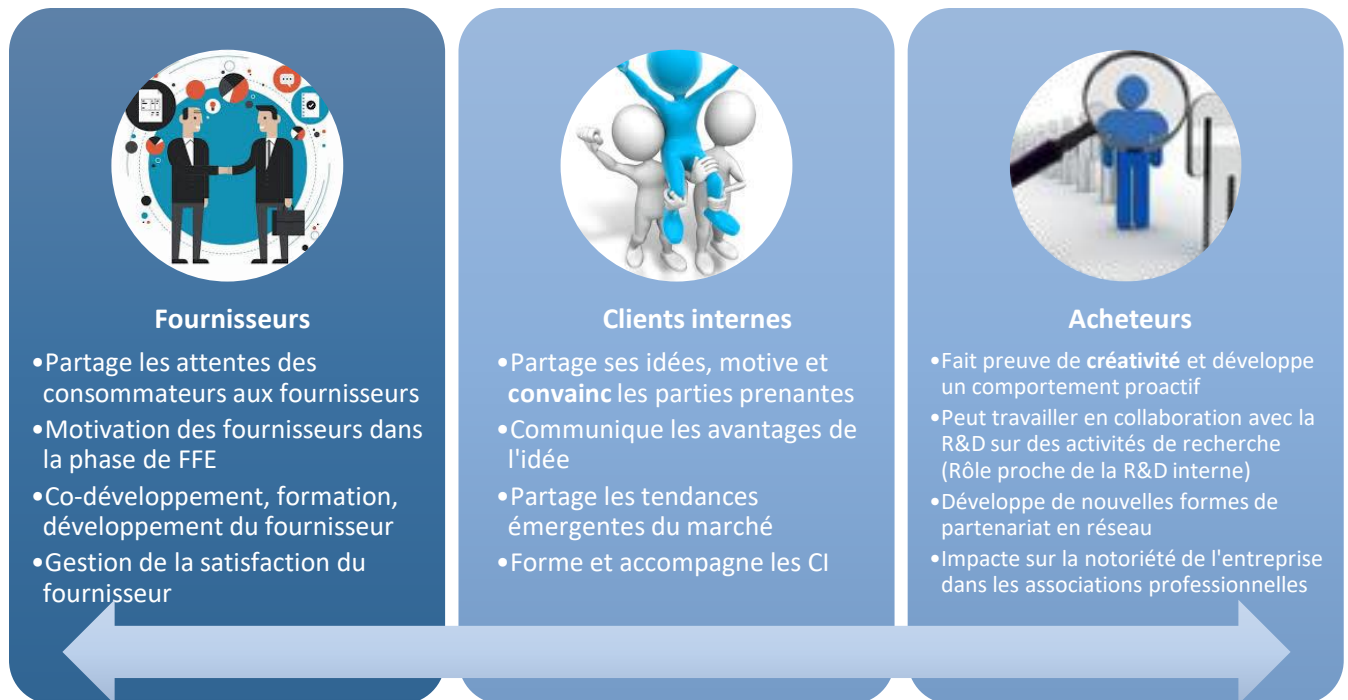 Fournisseurs
•Partage les attentes des
consommateurs aux fournisseurs
•Motivation des fournisseurs dans
la phase de FFE
•Co-développement, formation,
développement du fournisseur
•Gestion de la satisfaction du
fournisseur
Clients internes
•Partage ses idées, motive et
convainc les parties prenantes
•Communique les avantages de
l'idée
•Partage les tendances
émergentes du marché
•Forme et accompagne les CI
Acheteurs
•Fait preuve de créativité et développe
un comportement proactif
•Peut travailler en collaboration avec la
R&D sur des activités de recherche
(Rôle proche de la R&D interne)
•Développe de nouvelles formes de
partenariat en réseau
•Impacte sur la notoriété de l'entreprise
dans les associations professionnelles